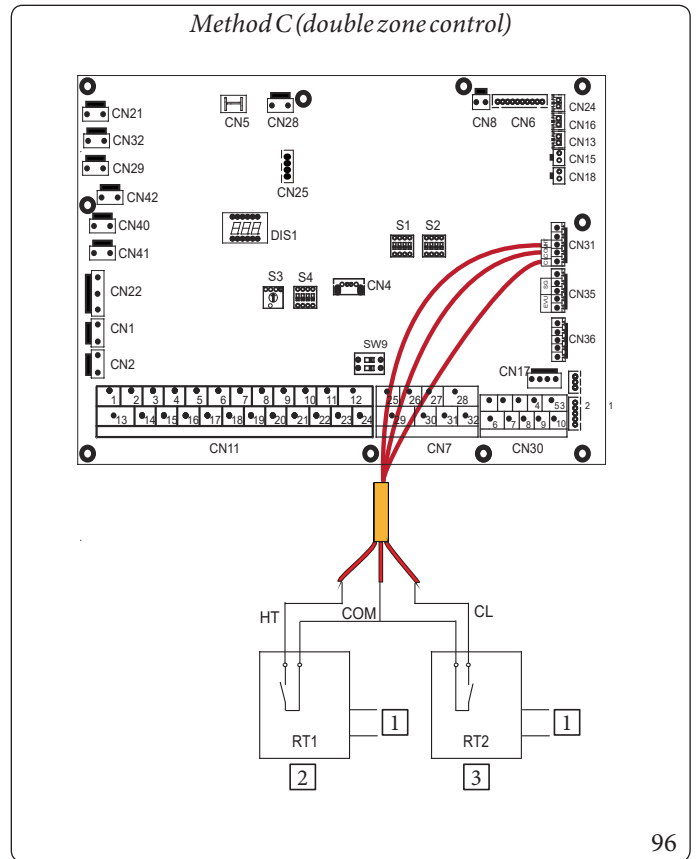 Method C (double zone control)
CN21
CN32
CN29
CN42
CN40
CN41
CN22
CN1
CN2
CN5
CN28
CN25
DIS1
S1
S2
S3
S4
CN4
SW9
CN8
CN6
CN24
CN16
CN13
CN15
CN18
CN31
SG
EVU
CN35
CN36
CN17
1 2 3 4 5 6 7 8 9 10 11 12
13 14 15 16 17 18 19 20 21 22 23 24
CN11
25 26 27 28
29 30 31 32
CN7
4 53
6 7 8 9 10
CN30
2 1
HT
COM
CL
RT1
RT2
1
1
2
3
96